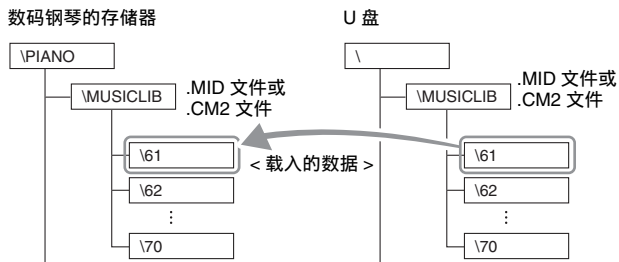 数码钢琴的存储器
\PIANO
\MUSICLIB
.MID 文件或
.CM2 文件
\61
\62
⋮
\70
< 载入的数据 >
U 盘
\
\MUSICLIB
.MID 文件或
.CM2 文件
\61
\62
⋮
\70